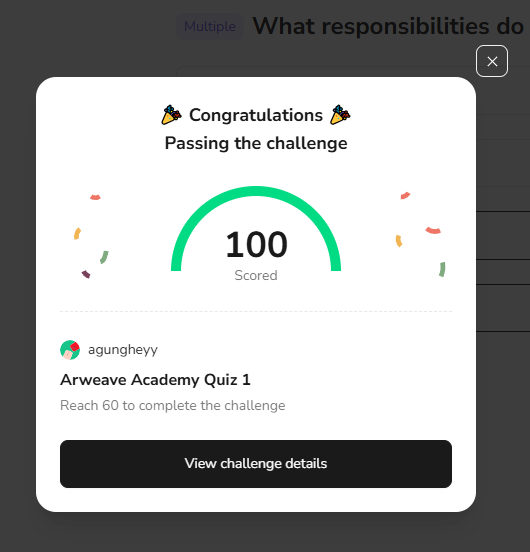 Multiple What responsibilities do
Congratulations
Passing the challenge
100
Scored
agungheyy
Arweave Academy Quiz 1
Reach 60 to complete the challenge
View challenge details